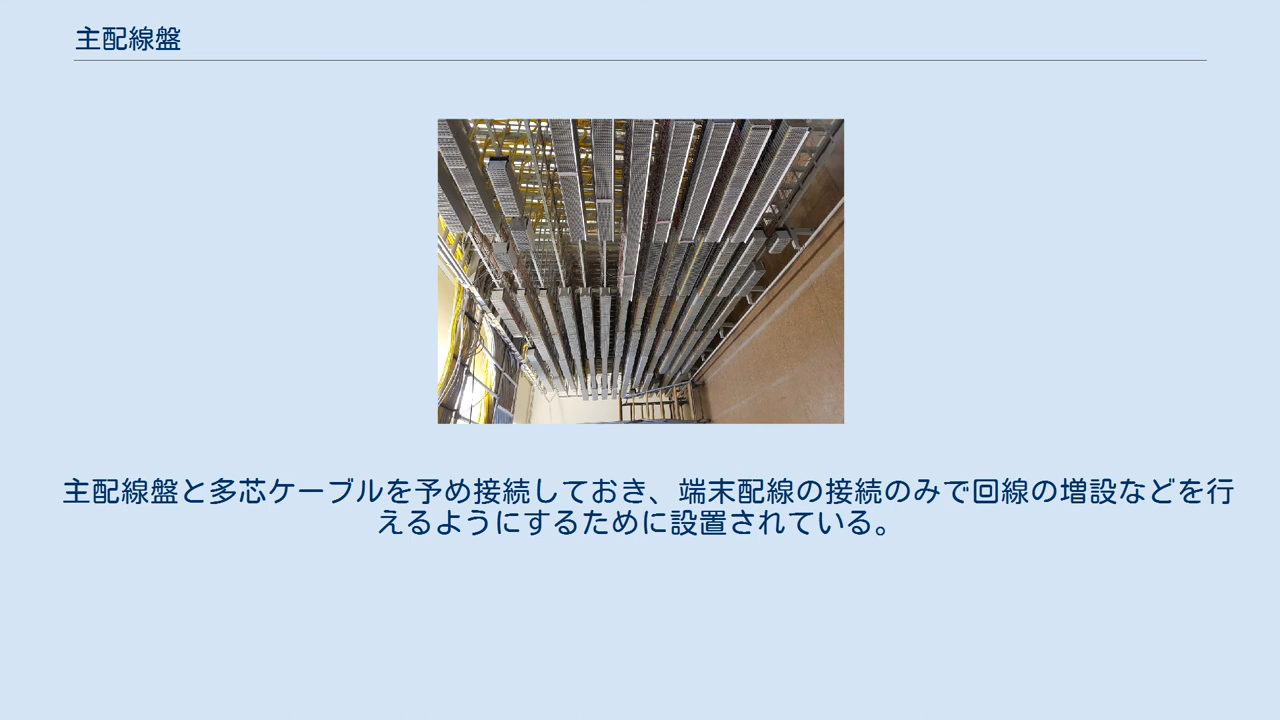 主配線盤
主配線盤と多芯ケーブルを予め接続しておき、端末配線の接続のみで回線の増設などを行
えるようにするために設置されている。